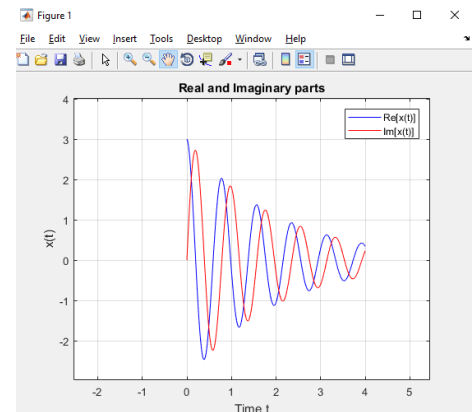 Figure 1
File Edit View Insert Tools Desktop Window Help
Real and Imaginary parts
Re[x(t)]
Im[x(t)]
4
3
2
1
0
-1
-2
x(t)
-2 -1 0 1 2 3 4 5
Time t